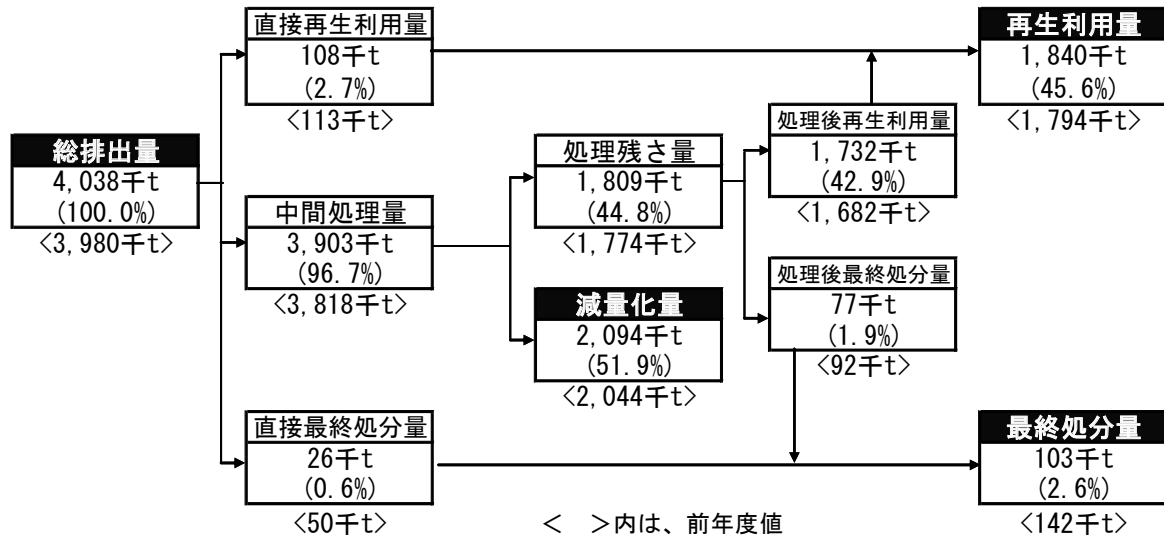 直接再生利用量
108千t
(2.7%)
<113千t>
再生利用量
1,840千t
(45.6%)
<1,794千t>
総排出量
4,038千t
(100.0%)
<3,980千t>
中間処理量
3,903千t
(96.7%)
<3,818千t>
処理残さ量
1,809千t
(44.8%)
<1,774千t>
処理後再生利用量
1,732千t
(42.9%)
<1,682千t>
減量化量
2,094千t
(51.9%)
<2,044千t>
処理後最終処分量
77千t
(1.9%)
<92千t>
直接最終処分量
26千t
(0.6%)
<50千t>
最終処分量
103千t
(2.6%)
<142千t>
<　>内は、前年度値